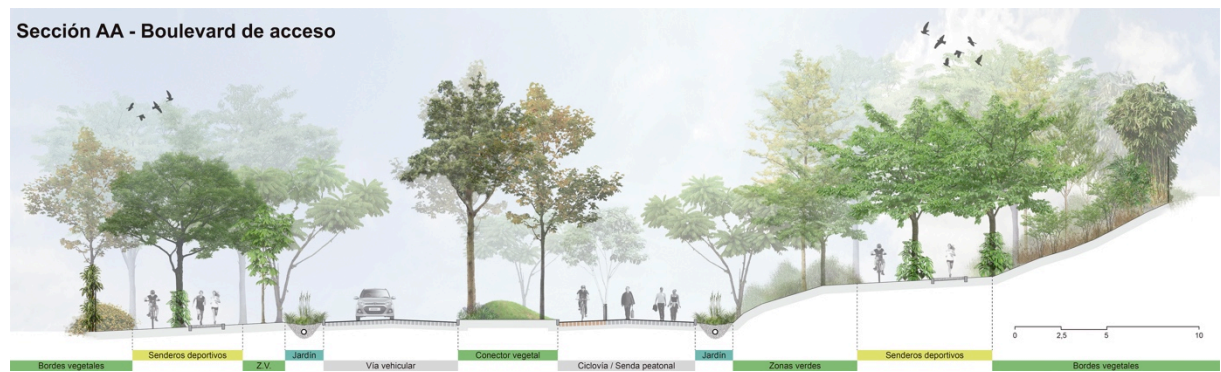 Sección AA - Boulevard de acceso
0 2,5 5 10
Senderos deportivos Jardín Conector vegetal Jardín Senderos deportivos
Bordes vegetales Z.V. Vía vehicular Ciclovía / Senda peatonal Zonas verdes Bordes vegetales